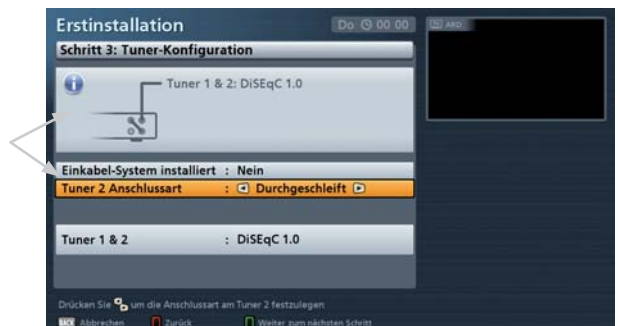 Erstinstallation
Do 00 00
ARD
Schritt 3: Tuner-Konfiguration
Tuner 1 & 2: DiSEqC 1.0
Einkabel-System installiert : Nein
Tuner 2 Anschlussart : Durchgeschleift
Tuner 1 & 2 : DiSEqC 1.0
Drücken Sie um die Anschlussart am Tuner 2 festzulegen
BACK Abbrechen Zurück Weiter zum nächsten Schritt